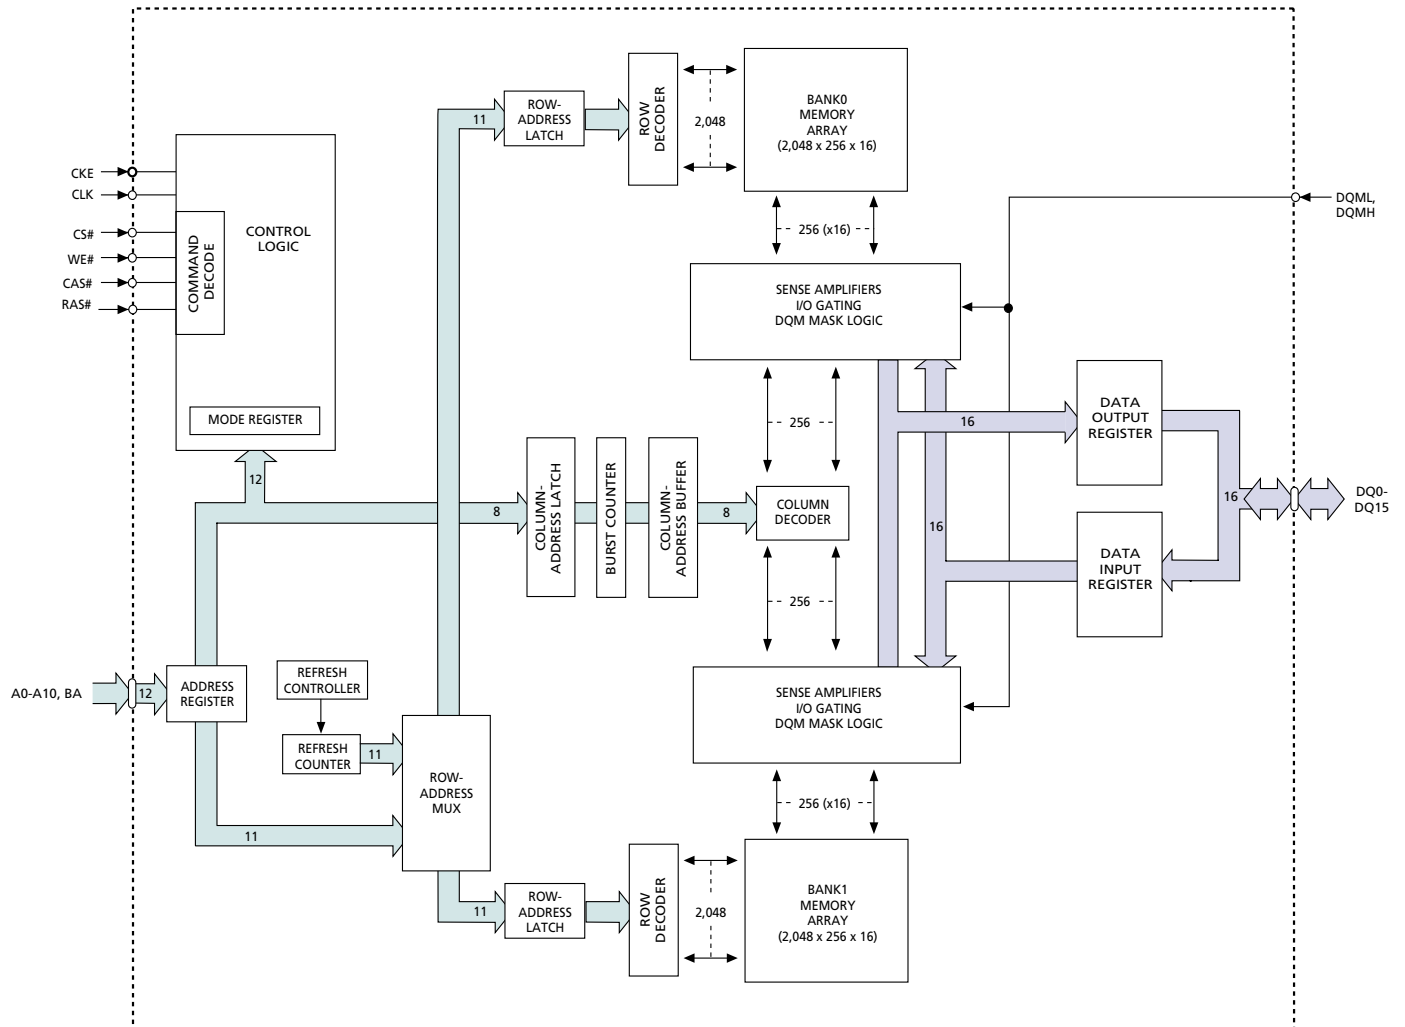 ROW-
ADDRESS
LATCH
11
ROW
DECODER
2,048
BANK0
MEMORY
ARRAY
(2,048 x 256 x 16)
CKE
CLK
CS#
WE#
CAS#
RAS#
COMMAND
DECODE
CONTROL
LOGIC
MODE REGISTER
12
256 (x16)
DQML,
DQMH
SENSE AMPLIFIERS
I/O GATING
DQM MASK LOGIC
256
16
DATA
OUTPUT
REGISTER
8
COLUMN-
ADDRESS LATCH
BURST COUNTER
COLUMN-
ADDRESS BUFFER
8
COLUMN
DECODER
16
16
DQ0-
DQ15
DATA
INPUT
REGISTER
256
A0-A10, BA
12
ADDRESS
REGISTER
REFRESH
CONTROLLER
REFRESH
COUNTER
11
ROW-
ADDRESS
MUX
11
SENSE AMPLIFIERS
I/O GATING
DQM MASK LOGIC
256 (x16)
11
ROW-
ADDRESS
LATCH
ROW
DECODER
2,048
BANK1
MEMORY
ARRAY
(2,048 x 256 x 16)